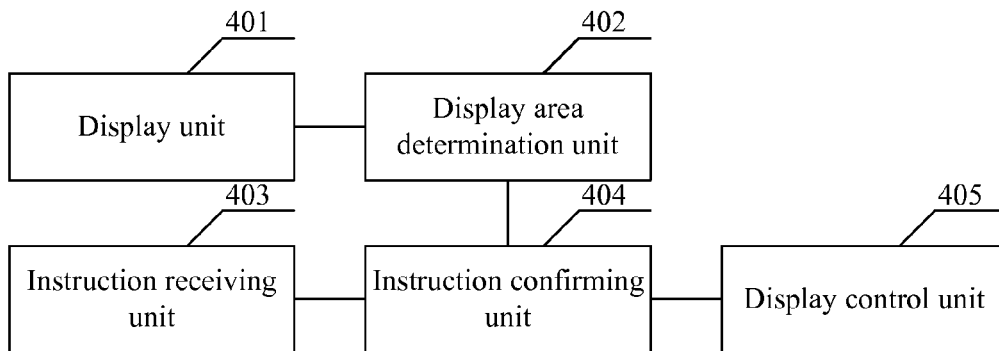 401
402
Display unit
Display area
determination unit
403
404
405
Instruction receiving
unit
Instruction confirming
unit
Display control unit